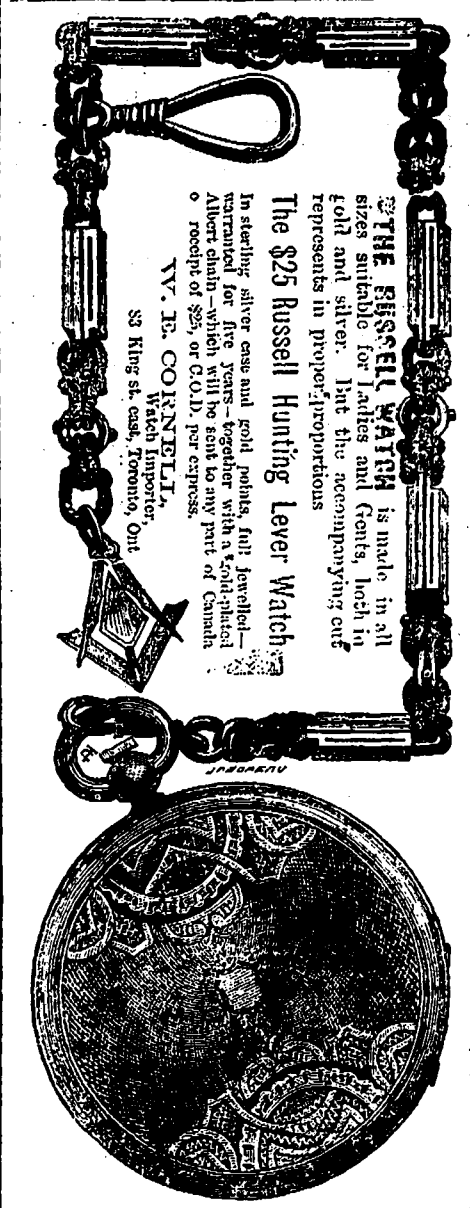 THE RUSSELL WATCH is made in all
sizes suitable for Ladies and Gents, both in
gold and silver. But the accompanying cut
represents in proper proportions
The $25 Russell Hunting Lever Watch
In sterling silver case and gold points, full jewelled—
warranted for five years—together with a gold-plated
Albert chain—which will be sent to any part of Canada
o receipt of $25, or C.O.D. per express.
W. E. CORNELL,
Watch Importer,
83 King st. east, Toronto, Ont